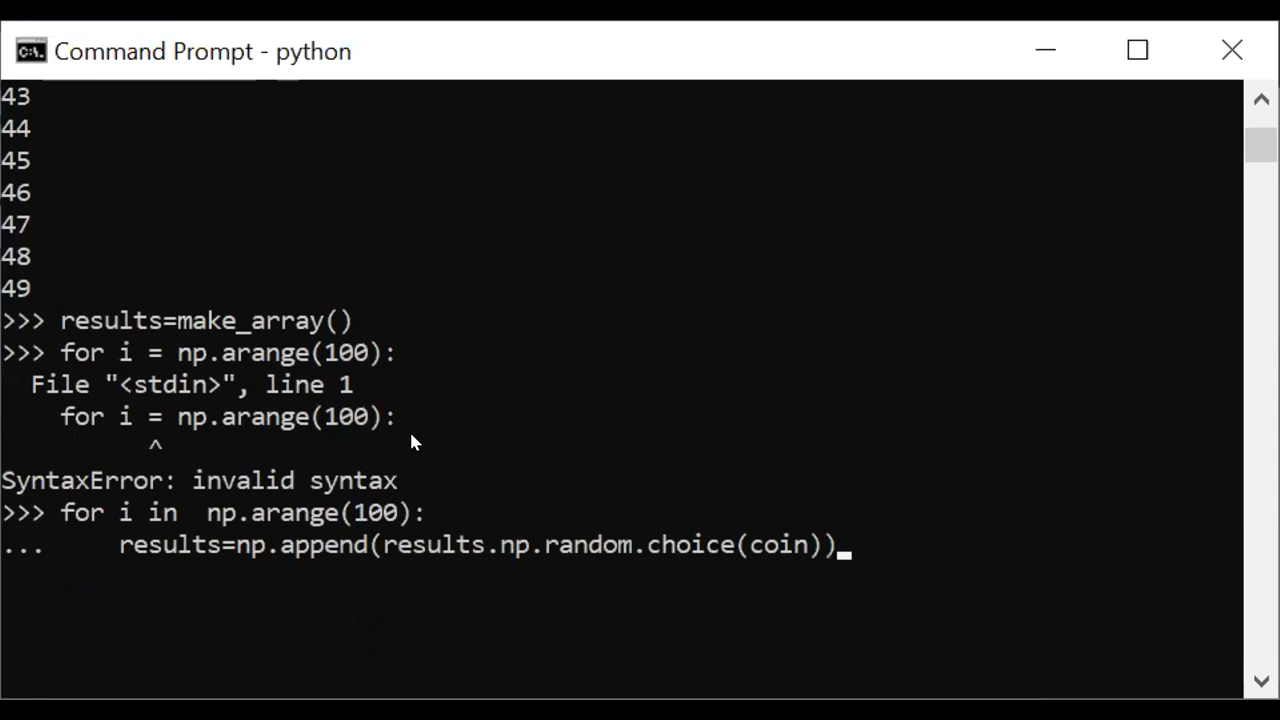 Command Prompt - python
43
44
45
46
47
48
49
>>> results=make_array()
>>> for i = np.arange(100):
  File "<stdin>", line 1
    for i = np.arange(100):
          ^
SyntaxError: invalid syntax
>>> for i in  np.arange(100):
...     results=np.append(results.np.random.choice(coin))